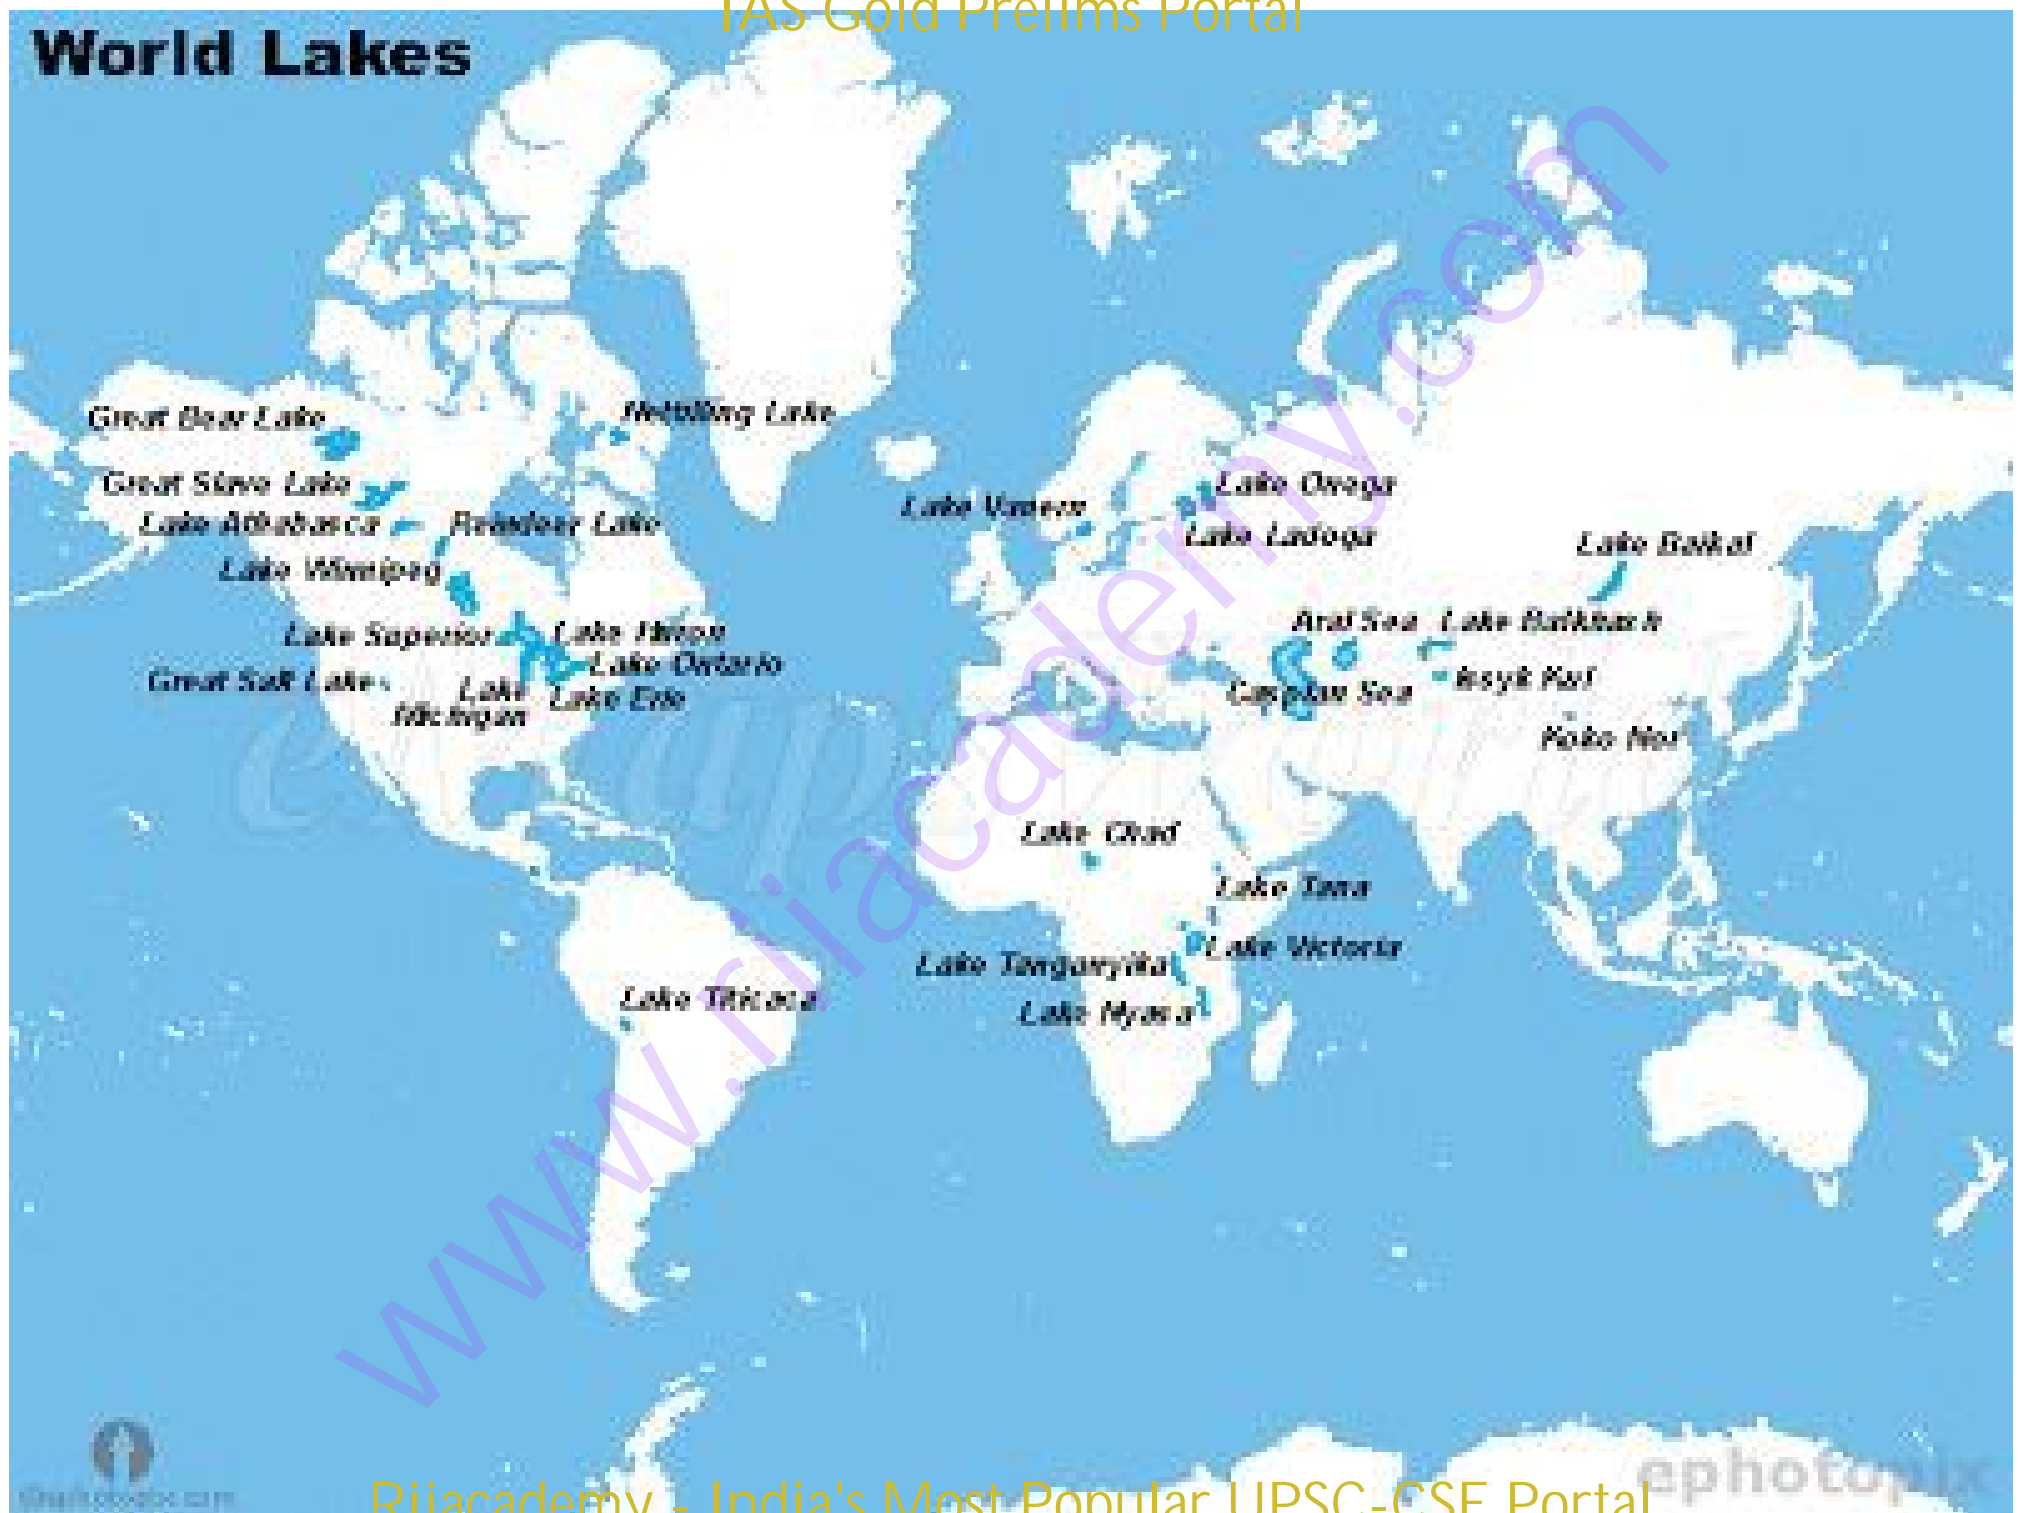 IAS Gold Prelims Portal
World Lakes
Great Bear Lake
Nettilling Lake
Great Slave Lake
Lake Athabasca
Reindeer Lake
Lake Winnipeg
Lake Superior
Lake Huron
Lake Ontario
Great Salt Lake
Lake
Michigan
Lake Erie
Lake Vanern
Lake Onega
Lake Ladoga
Lake Baikal
Aral Sea
Lake Balkhash
Caspian Sea
Issyk Kul
Koko Nor
Lake Chad
Lake Tana
Lake Victoria
Lake Tanganyika
Lake Nyasa
Lake Titicaca
www.rijacademy.com
ephotopix
Rijacademy - India's Most Popular UPSC-CSE Portal